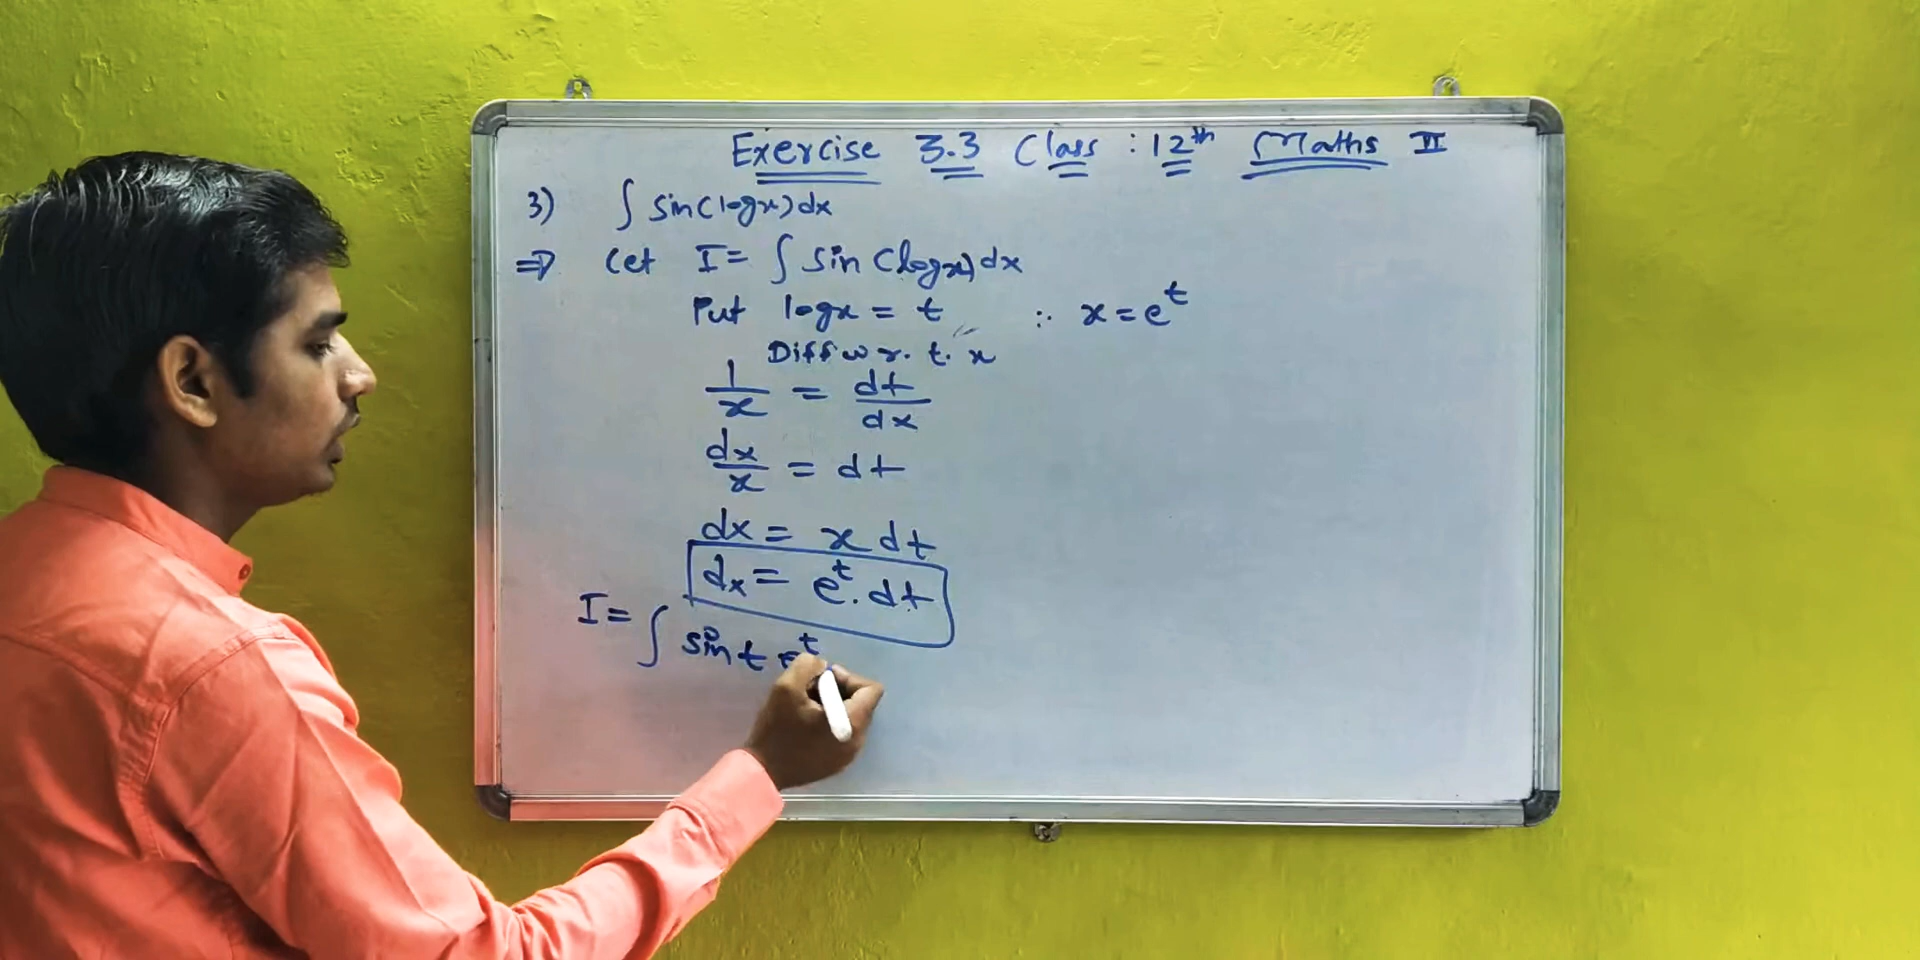 Exercise 3.3 Class : 12th Maths II
3) ∫ sin(logx)dx
⇒ Let I = ∫ sin (logx)dx
Put logx = t ∴ x = e^t
Diff w r. t. x
1/x = dt/dx
dx/x = dt
dx = x dt
dx = e^t . dt
I = ∫ sin t e^t